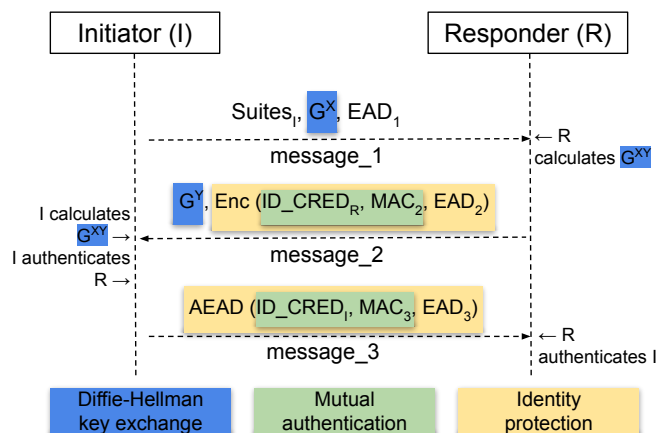 Initiator (I)
Responder (R)
Suites_I, G^X, EAD_1
message_1
← R
calculates G^XY
G^Y, Enc (ID_CRED_R, MAC_2, EAD_2)
message_2
I calculates
G^XY →
I authenticates
R →
AEAD (ID_CRED_I, MAC_3, EAD_3)
message_3
← R
authenticates I
Diffie-Hellman
key exchange
Mutual
authentication
Identity
protection